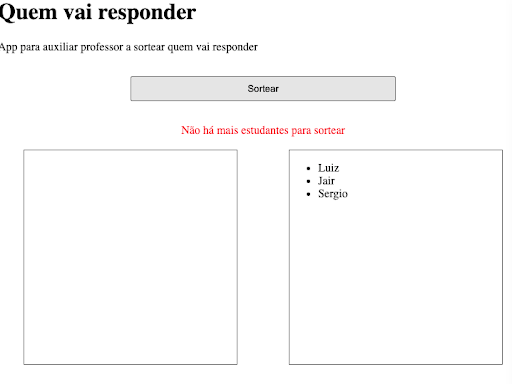 Quem vai responder
App para auxiliar professor a sortear quem vai responder
Sortear
Não há mais estudantes para sortear
Luiz
Jair
Sergio